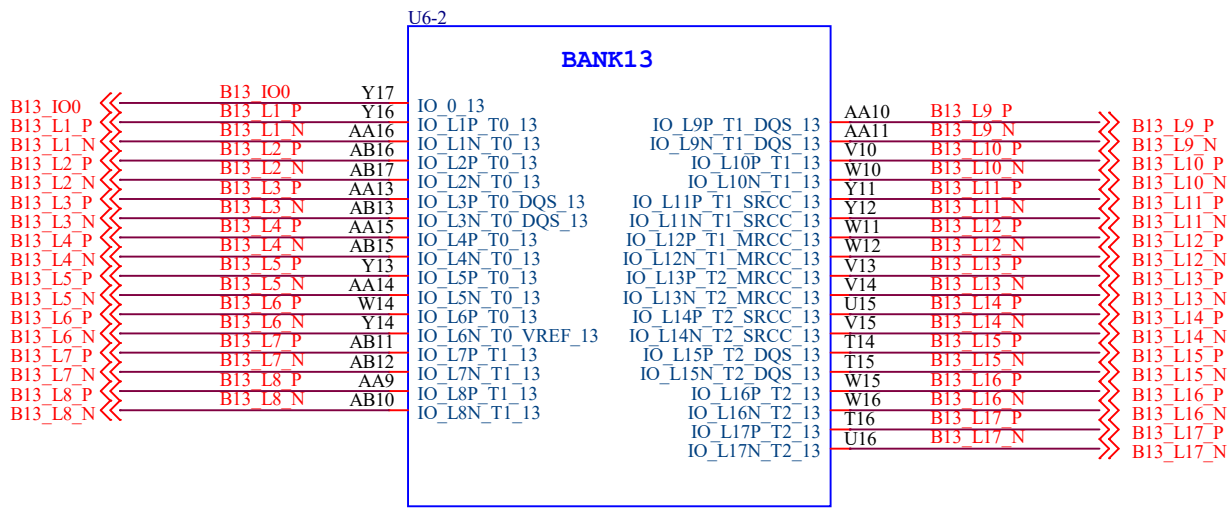 U6-2
BANK13
B13_IO0 B13_IO0 Y17 IO_0_13
B13_L1_P B13_L1_P Y16 IO_L1P_T0_13
B13_L1_N B13_L1_N AA16 IO_L1N_T0_13
B13_L2_P B13_L2_P AB16 IO_L2P_T0_13
B13_L2_N B13_L2_N AB17 IO_L2N_T0_13
B13_L3_P B13_L3_P AA13 IO_L3P_T0_DQS_13
B13_L3_N B13_L3_N AB13 IO_L3N_T0_DQS_13
B13_L4_P B13_L4_P AA15 IO_L4P_T0_13
B13_L4_N B13_L4_N AB15 IO_L4N_T0_13
B13_L5_P B13_L5_P Y13 IO_L5P_T0_13
B13_L5_N B13_L5_N AA14 IO_L5N_T0_13
B13_L6_P B13_L6_P W14 IO_L6P_T0_13
B13_L6_N B13_L6_N Y14 IO_L6N_T0_VREF_13
B13_L7_P B13_L7_P AB11 IO_L7P_T1_13
B13_L7_N B13_L7_N AB12 IO_L7N_T1_13
B13_L8_P B13_L8_P AA9 IO_L8P_T1_13
B13_L8_N B13_L8_N AB10 IO_L8N_T1_13
IO_L9P_T1_DQS_13 AA10 B13_L9_P B13_L9_P
IO_L9N_T1_DQS_13 AA11 B13_L9_N B13_L9_N
IO_L10P_T1_13 V10 B13_L10_P B13_L10_P
IO_L10N_T1_13 W10 B13_L10_N B13_L10_N
IO_L11P_T1_SRCC_13 Y11 B13_L11_P B13_L11_P
IO_L11N_T1_SRCC_13 Y12 B13_L11_N B13_L11_N
IO_L12P_T1_MRCC_13 W11 B13_L12_P B13_L12_P
IO_L12N_T1_MRCC_13 W12 B13_L12_N B13_L12_N
IO_L13P_T2_MRCC_13 V13 B13_L13_P B13_L13_P
IO_L13N_T2_MRCC_13 V14 B13_L13_N B13_L13_N
IO_L14P_T2_SRCC_13 U15 B13_L14_P B13_L14_P
IO_L14N_T2_SRCC_13 V15 B13_L14_N B13_L14_N
IO_L15P_T2_DQS_13 T14 B13_L15_P B13_L15_P
IO_L15N_T2_DQS_13 T15 B13_L15_N B13_L15_N
IO_L16P_T2_13 W15 B13_L16_P B13_L16_P
IO_L16N_T2_13 W16 B13_L16_N B13_L16_N
IO_L17P_T2_13 T16 B13_L17_P B13_L17_P
IO_L17N_T2_13 U16 B13_L17_N B13_L17_N